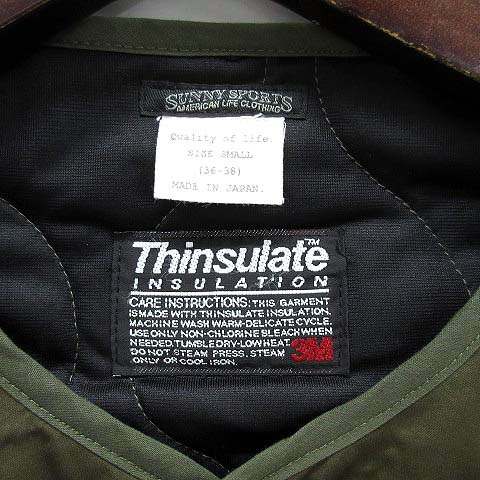 SUNNY SPORTS
AMERICAN LIFE CLOTHING
Quality of life.
SIZE SMALL
(36-38)
MADE IN JAPAN.
Thinsulate™
INSULATION
CARE INSTRUCTIONS: THIS GARMENT
IS MADE WITH THINSULATE INSULATION.
MACHINE WASH WARM-DELICATE CYCLE.
USE ONLY NON-CHLORINE BLEACH WHEN
NEEDED. TUMBLE DRY-LOW HEAT.
DO NOT STEAM PRESS. STEAM
ONLY OR COOL IRON.
3M